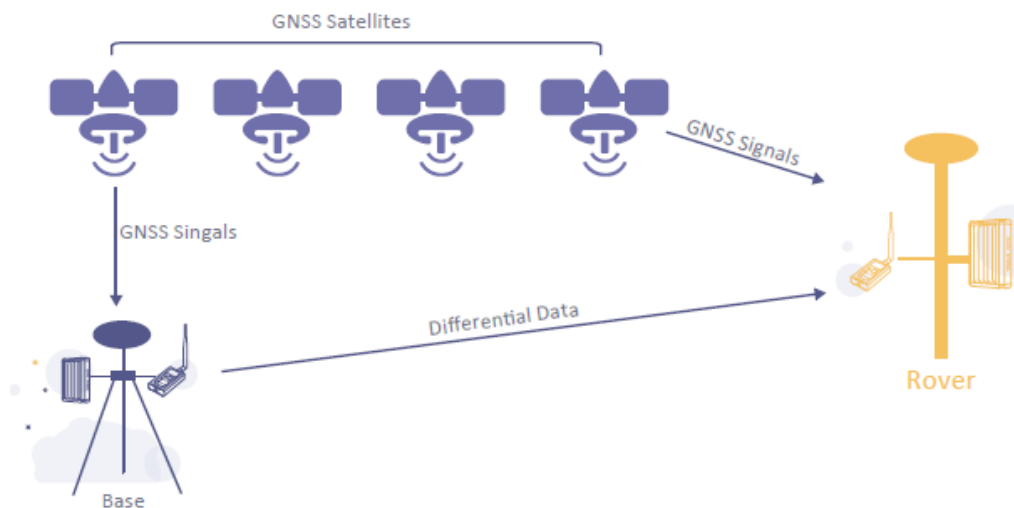 GNSS Satellites
GNSS Signals
GNSS Singals
Differential Data
Rover
Base